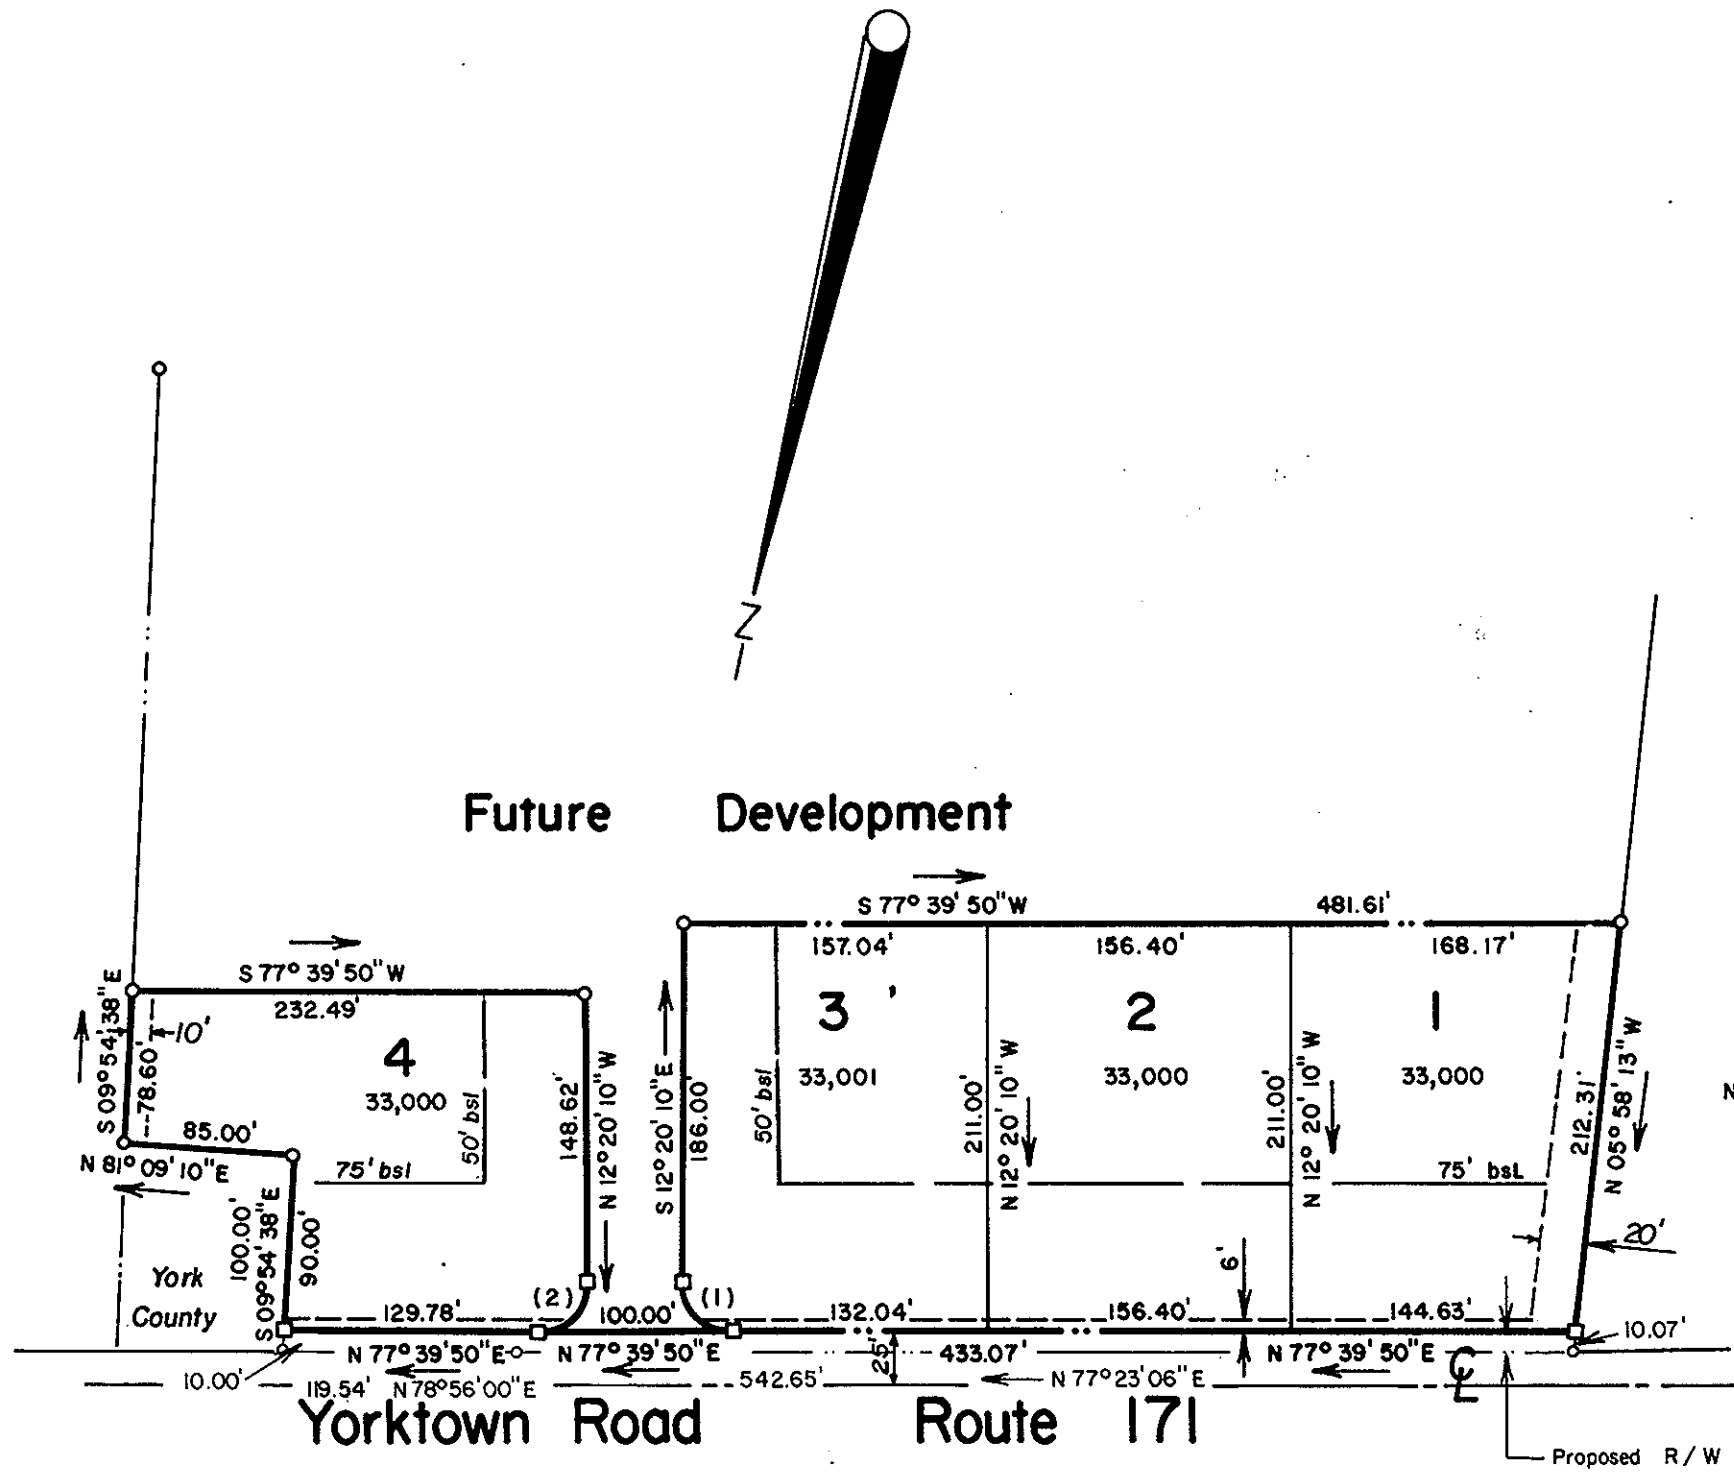 Z
Future Development
S 77° 39' 50" W
481.61'
157.04'
156.40'
168.17'
S 77° 39' 50" W
232.49'
S 09° 54' 38" E
78.60'
10'
4
33,000
50' bsl
75' bsl
85.00'
N 81° 09' 10" E
148.62'
N 12° 20' 10" W
S 12° 20' 10" E
186.00'
3 '
33,001
50' bsl
211.00'
N 12° 20' 10" W
2
33,000
211.00'
N 12° 20' 10" W
1
33,000
75' bsL
212.31'
N 05° 58' 13" W
20'
N
York
County
100.00'
S 09° 54' 38" E
90.00'
129.78'
(2)
100.00'
(1)
132.04'
156.40'
6'
144.63'
10.07'
N 77° 39' 50" E
N 77° 39' 50" E
25'
433.07'
N 77° 39' 50" E
CL
10.00'
119.54' N 78° 56' 00" E
542.65'
N 77° 23' 06" E
Yorktown Road Route 171
Proposed R / W